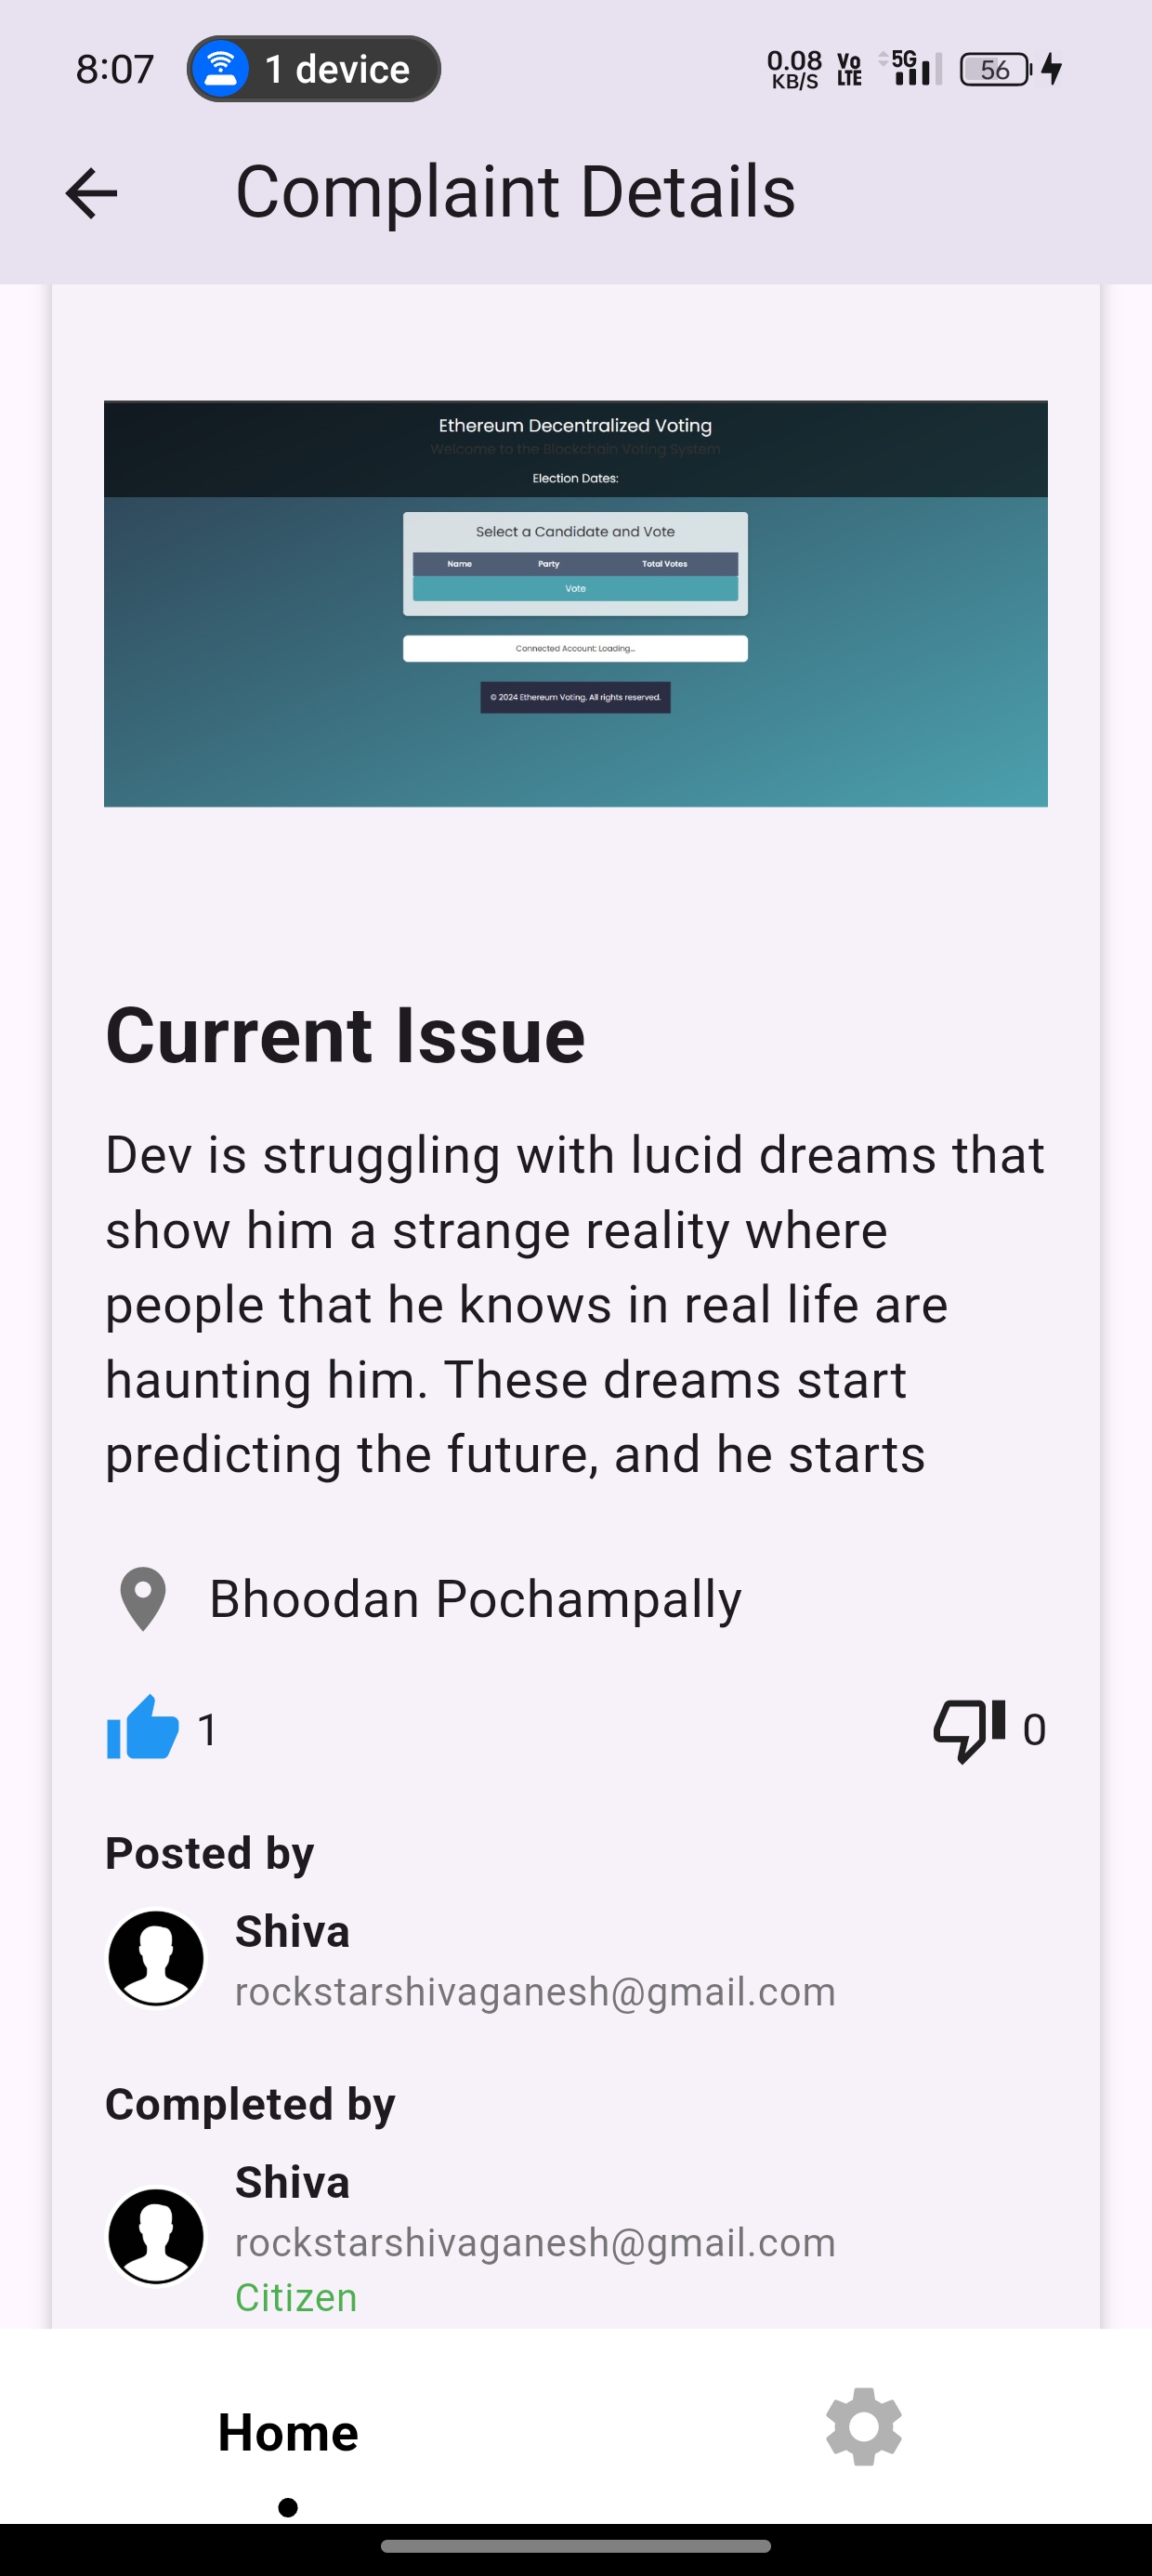 8:07
1 device
0.08
KB/S
Vo
LTE
5G
56
Complaint Details
Ethereum Decentralized Voting
Welcome to the Blockchain Voting System
Election Dates:
Select a Candidate and Vote
Name Party Total Votes
Vote
Connected Account: Loading...
© 2024 Ethereum Voting. All rights reserved.
Current Issue
Dev is struggling with lucid dreams that
show him a strange reality where
people that he knows in real life are
haunting him. These dreams start
predicting the future, and he starts
Bhoodan Pochampally
1
0
Posted by
Shiva
rockstarshivaganesh@gmail.com
Completed by
Shiva
rockstarshivaganesh@gmail.com
Citizen
Home